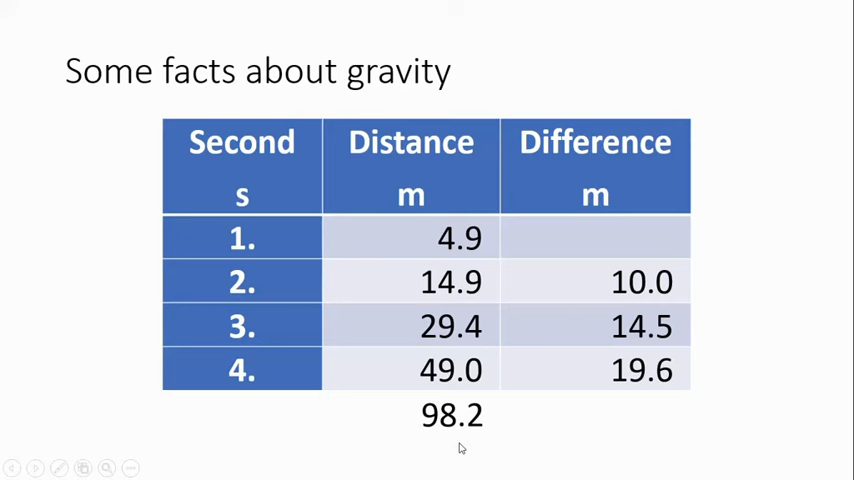 Some facts about gravity
Second Distance Difference
s m m
1. 4.9
2. 14.9 10.0
3. 29.4 14.5
4. 49.0 19.6
98.2